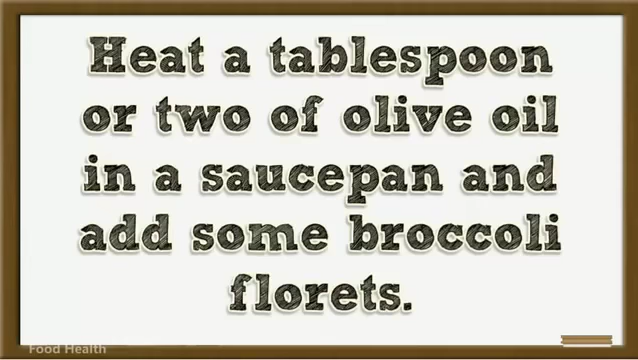 Heat a tablespoon
or two of olive oil
in a saucepan and
add some broccoli
florets.
Food Health